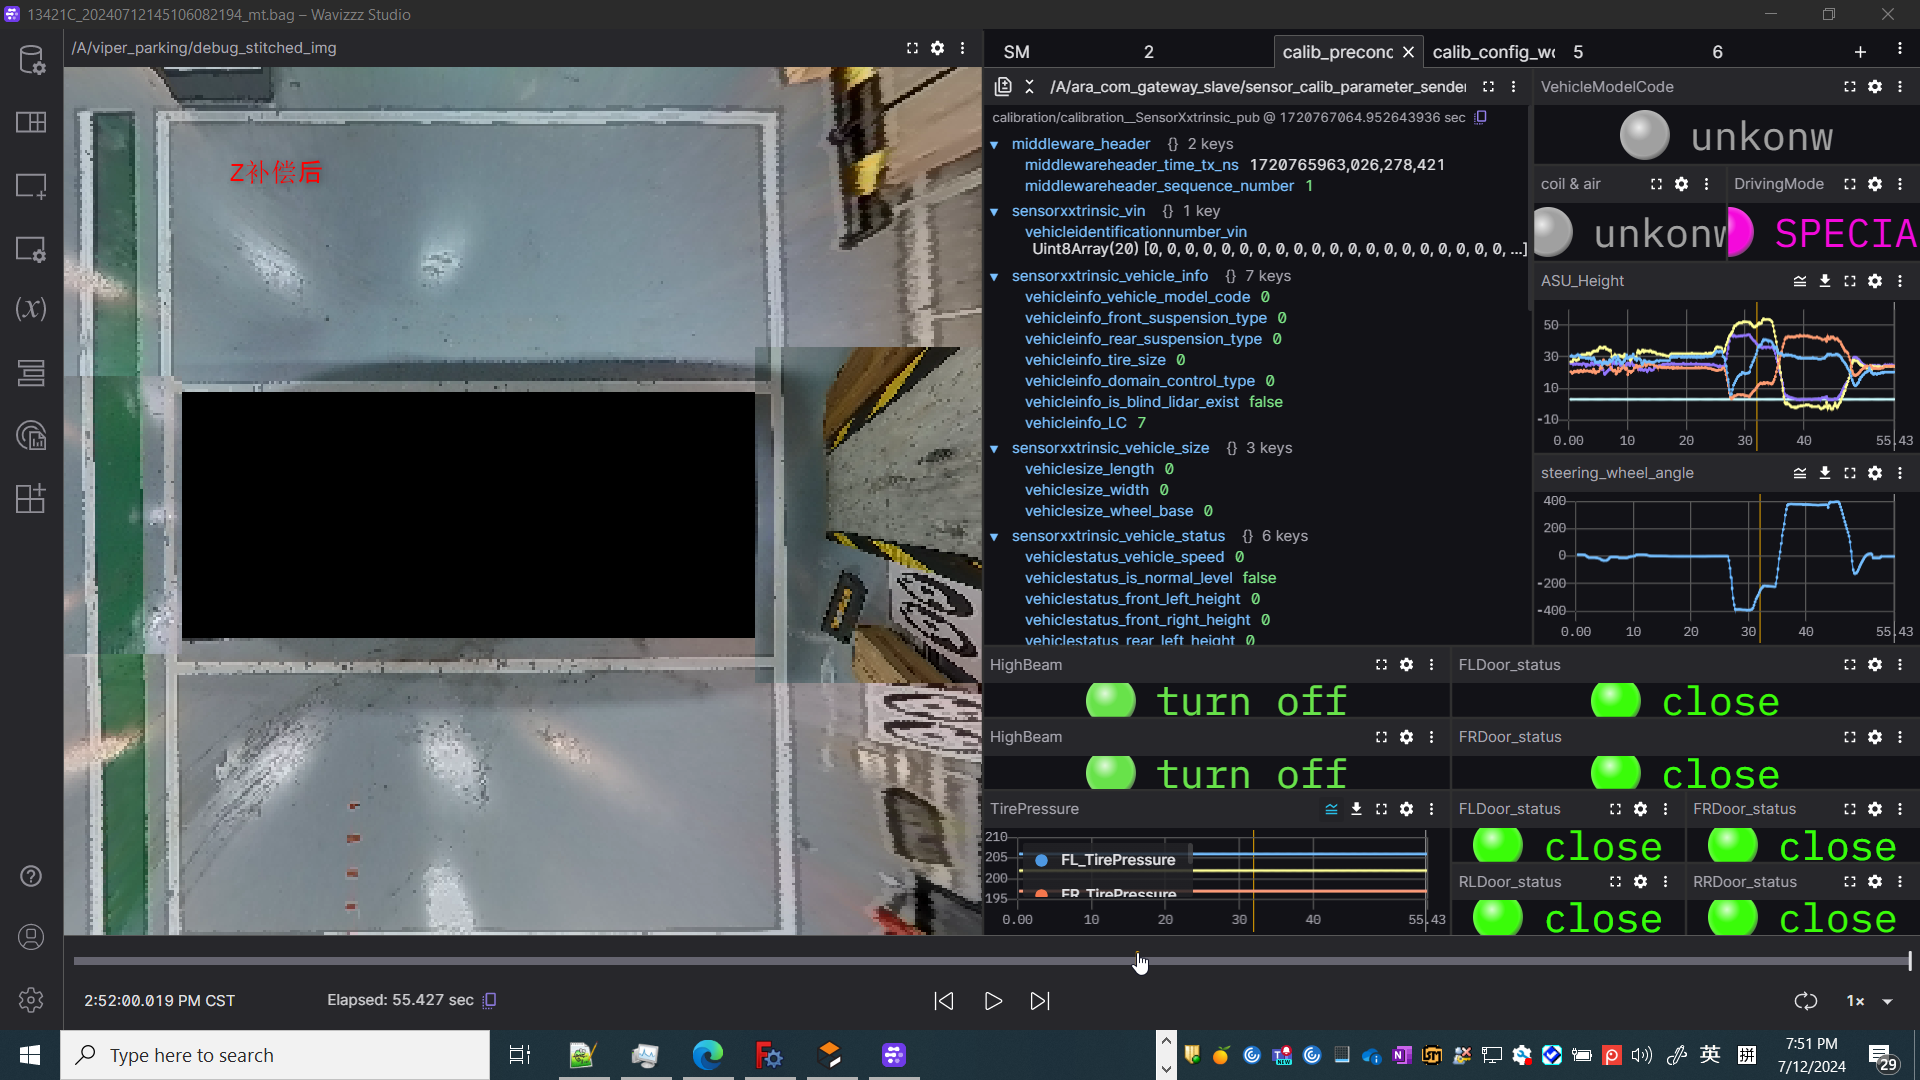 13421C_20240712145106082194_mt.bag – Wavizzz Studio
/A/viper_parking/debug_stitched_img
Z补偿后
SM
2
calib_preconc
calib_config_wc
5
6
/A/ara_com_gateway_slave/sensor_calib_parameter_sender
calibration/calibration__SensorXxtrinsic_pub @ 1720767064.952643936 sec
middleware_header {} 2 keys
middlewareheader_time_tx_ns 1720765963,026,278,421
middlewareheader_sequence_number 1
sensorxxtrinsic_vin {} 1 key
vehicleidentificationnumber_vin
Uint8Array(20) [0, 0, 0, 0, 0, 0, 0, 0, 0, 0, 0, 0, 0, 0, 0, 0, 0, 0, 0, 0, ...]
sensorxxtrinsic_vehicle_info {} 7 keys
vehicleinfo_vehicle_model_code 0
vehicleinfo_front_suspension_type 0
vehicleinfo_rear_suspension_type 0
vehicleinfo_tire_size 0
vehicleinfo_domain_control_type 0
vehicleinfo_is_blind_lidar_exist false
vehicleinfo_LC 7
sensorxxtrinsic_vehicle_size {} 3 keys
vehiclesize_length 0
vehiclesize_width 0
vehiclesize_wheel_base 0
sensorxxtrinsic_vehicle_status {} 6 keys
vehiclestatus_vehicle_speed 0
vehiclestatus_is_normal_level false
vehiclestatus_front_left_height 0
vehiclestatus_front_right_height 0
vehiclestatus_rear_left_height 0
VehicleModelCode
unkonw
coil & air
DrivingMode
unkonw
SPECIA
ASU_Height
50
30
10
-10
0.00 10 20 30 40 55.43
steering_wheel_angle
400
200
0
-200
-400
0.00 10 20 30 40 55.43
HighBeam
turn off
FLDoor_status
close
HighBeam
turn off
FRDoor_status
close
TirePressure
210
205
200
195
FL_TirePressure
FR_TirePressure
0.00 10 20 30 40 55.43
FLDoor_status
close
FRDoor_status
close
RLDoor_status
close
RRDoor_status
close
2:52:00.019 PM CST
Elapsed: 55.427 sec
1×
Type here to search
英
拼
7:51 PM
7/12/2024
29